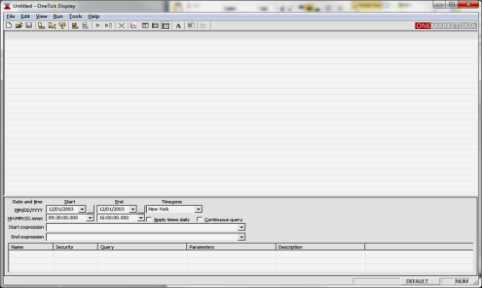 Untitled - OneTick Display
File Edit View Run Tools Help
ONEMARKETDATA
Date and time Start End Timezone
MM/DD/YYYY 12/01/2003 12/01/2003 New York
HH:MM:SS.mmm 09:30:00.000 16:00:00.000 Apply times daily Continuous query
Start expression
End expression
Name Security Query Parameters Description
DEFAULT NUM